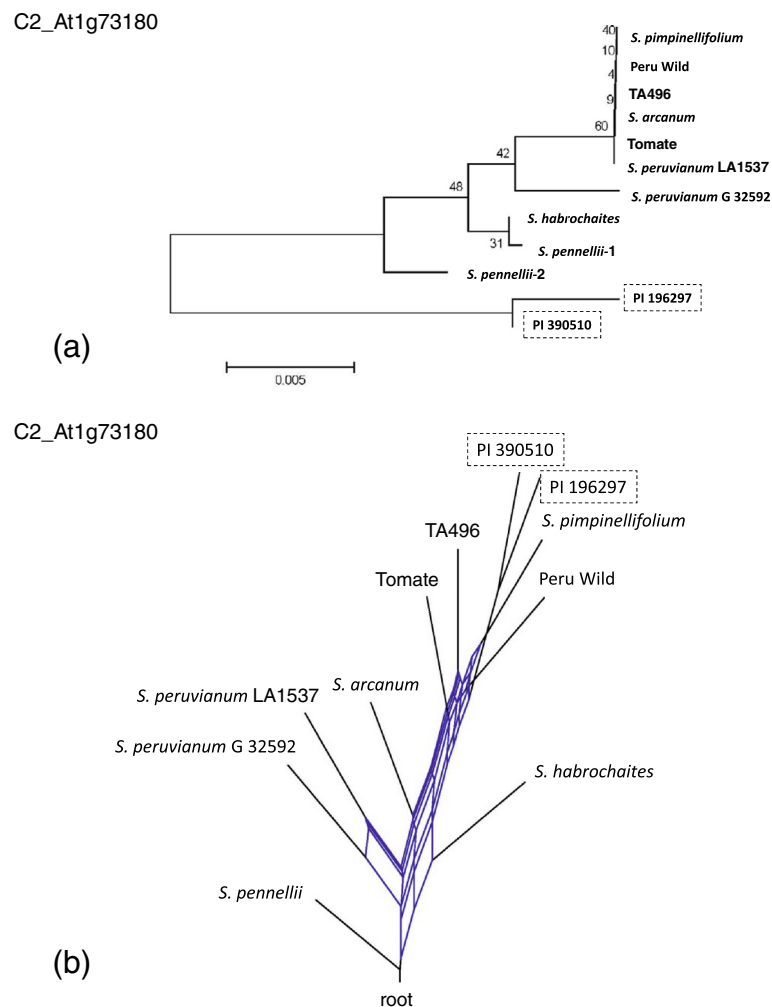 C2_At1g73180
40
S. pimpinellifolium
10
Peru Wild
4
TA496
9
S. arcanum
60
Tomate
42
S. peruvianum LA1537
48
S. peruvianum G 32592
S. habrochaites
31
S. pennellii-1
S. pennellii-2
PI 196297
PI 390510
(a)
0.005
C2_At1g73180
PI 390510
PI 196297
S. pimpinellifolium
TA496
Tomate
Peru Wild
S. arcanum
S. peruvianum LA1537
S. peruvianum G 32592
S. habrochaites
S. pennellii
(b)
root